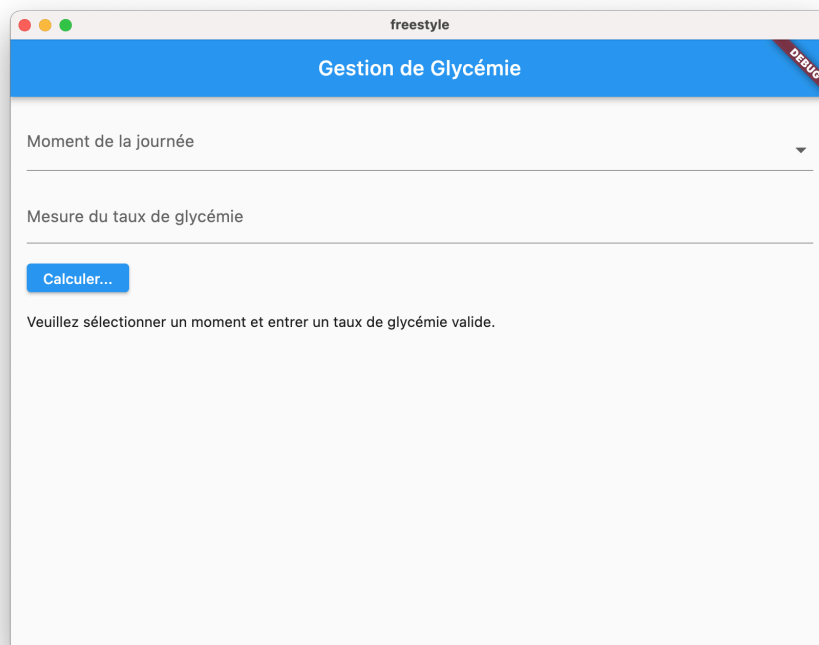 freestyle
Gestion de Glycémie
DEBUG
Moment de la journée
Mesure du taux de glycémie
Calculer...
Veuillez sélectionner un moment et entrer un taux de glycémie valide.